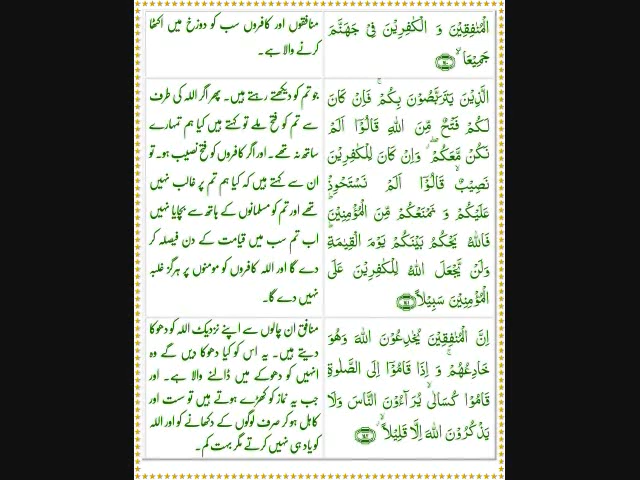 الْمُنٰفِقِيْنَ وَ الْكٰفِرِيْنَ فِيْ جَهَنَّمَ
جَمِيْعَاۙ ﴿۱۴۰﴾
منافقوں اور کافروں سب کو دوزخ میں اکٹھا
کرنے والا ہے۔
الَّذِيْنَ يَتَرَبَّصُوْنَ بِكُمْ ۚ فَاِنْ كَانَ
لَكُمْ فَتْحٌ مِّنَ اللّٰهِ قَالُوْۤا اَلَمْ
نَكُنْ مَّعَكُمْ ۖ وَاِنْ كَانَ لِلْكٰفِرِيْنَ
نَصِيْبٌۙ قَالُوْۤا اَلَمْ نَسْتَحْوِذْ
عَلَيْكُمْ وَ نَمْنَعْكُمْ مِّنَ الْمُؤْمِنِيْنَ ؕ
فَاللّٰهُ يَحْكُمُ بَيْنَكُمْ يَوْمَ الْقِيٰمَةِ ؕ
وَلَنْ يَّجْعَلَ اللّٰهُ لِلْكٰفِرِيْنَ عَلَى
الْمُؤْمِنِيْنَ سَبِيْلًا ﴿۱۴۱﴾
جو تم کو دیکھتے رہتے ہیں۔ پھر اگر اللہ کی طرف
سے تم کو فتح ملے تو کہتے ہیں کیا ہم تمہارے
ساتھ نہ تھے۔ اور اگر کافروں کو فتح نصیب ہو۔ تو
ان سے کہتے ہیں کہ کیا ہم تم پر غالب نہیں
تھے اور تم کو مسلمانوں کے ہاتھ سے بچایا نہیں
اب تم سب میں قیامت کے دن فیصلہ کر
دے گا اور اللہ کافروں کو مومنوں پر ہرگز غلبہ
نہیں دے گا۔
اِنَّ الْمُنٰفِقِيْنَ يُخٰدِعُوْنَ اللّٰهَ وَهُوَ
خَادِعُهُمْ ۚ وَ اِذَا قَامُوْۤا اِلَى الصَّلٰوةِ
قَامُوْا كُسَالٰىۙ يُرَآءُوْنَ النَّاسَ وَلَا
يَذْكُرُوْنَ اللّٰهَ اِلَّا قَلِيْلًاۙ ﴿۱۴۲﴾
منافق ان چالوں سے اپنے نزدیک اللہ کو دھوکا
دیتے ہیں۔ یہ اس کو کیا دھوکا دیں گے وہ
انہیں کو دھوکے میں ڈالنے والا ہے۔ اور
جب یہ نماز کو کھڑے ہوتے ہیں تو ست اور
کاہل ہو کر صرف لوگوں کے دکھانے کو اور اللہ
کو یاد ہی نہیں کرتے مگر بہت کم۔